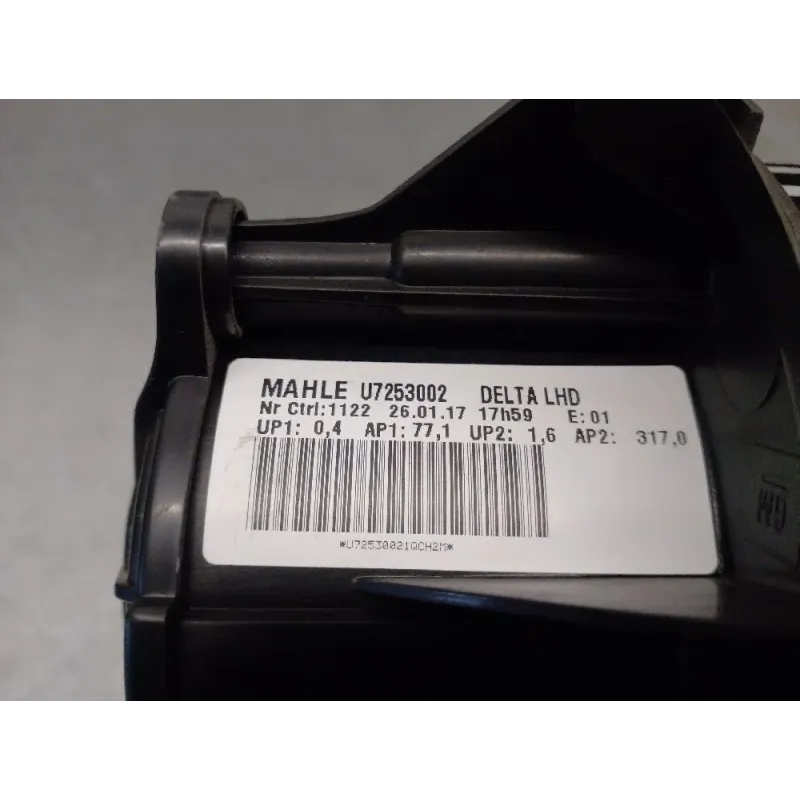 MAHLE U7253002 DELTA LHD
Nr Ctrl:1122 26.01.17 17h59 E:01
UP1: 0,4 AP1:77,1 UP2: 1,6 AP2: 317,0
*U72530021QCH2M*